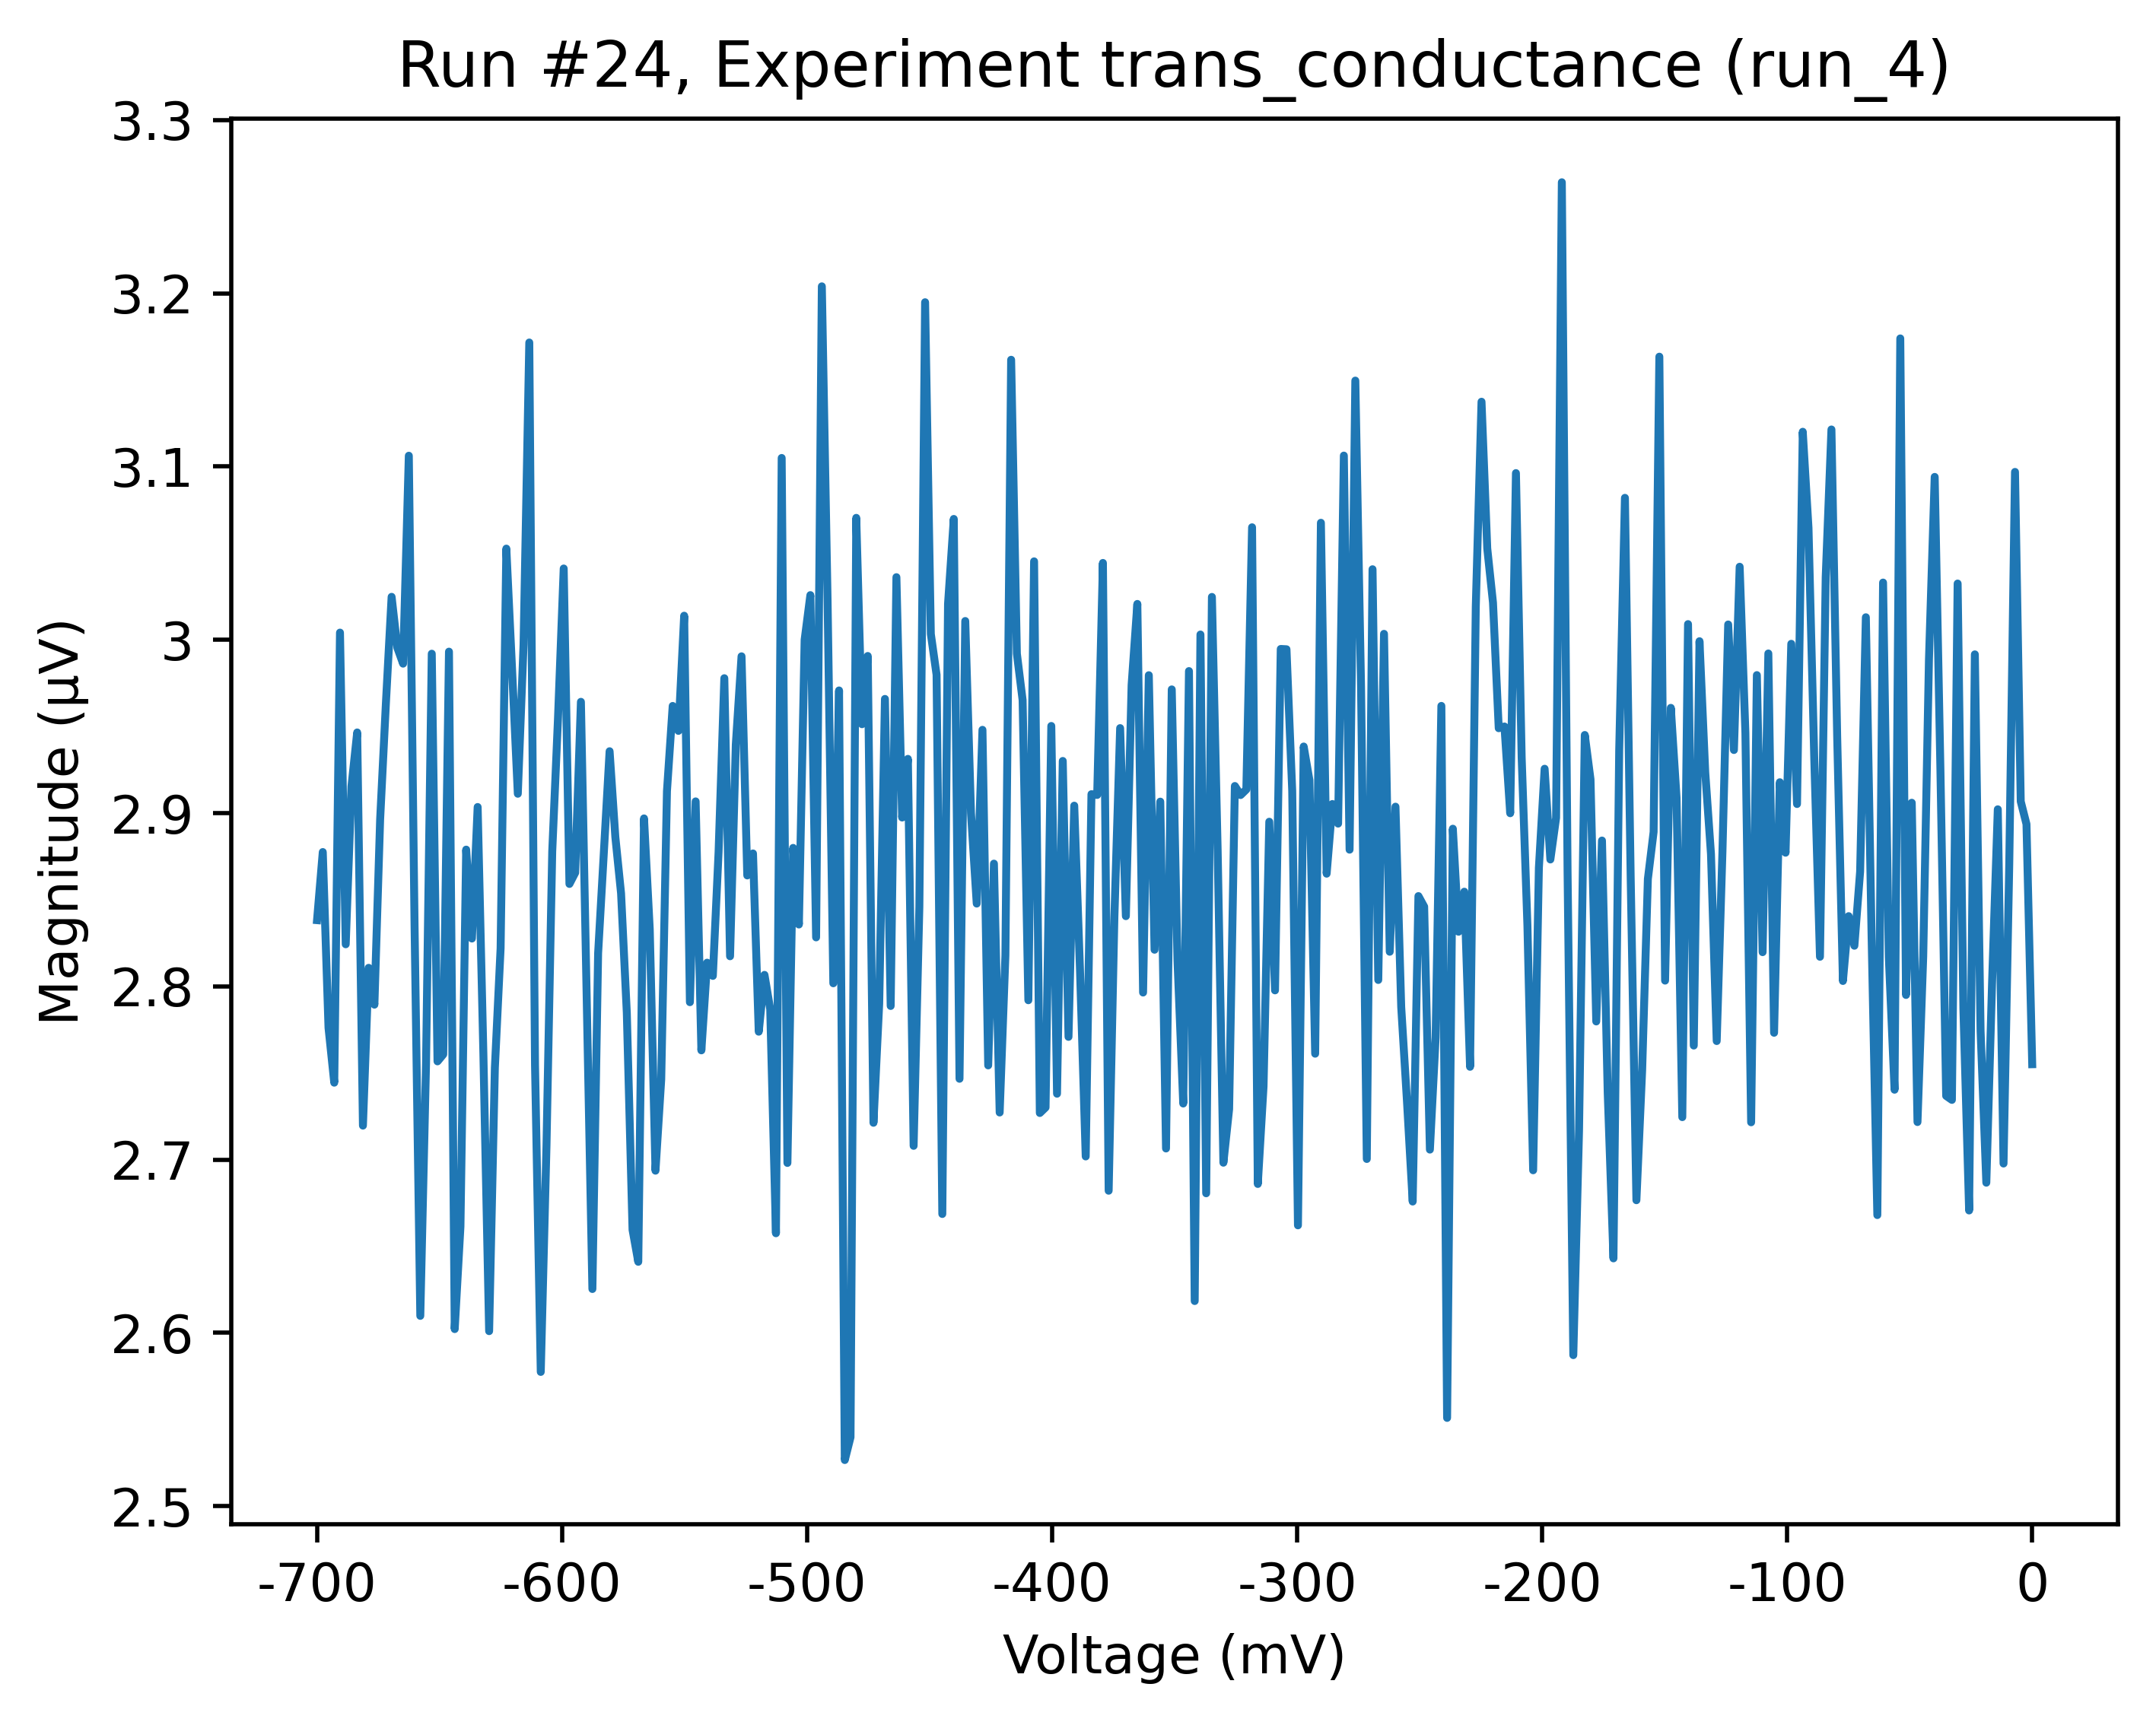 Run #24, Experiment trans_conductance (run_4)
3.3
3.2
3.1
3
2.9
2.8
2.7
2.6
2.5
Magnitude (μV)
-700 -600 -500 -400 -300 -200 -100 0
Voltage (mV)